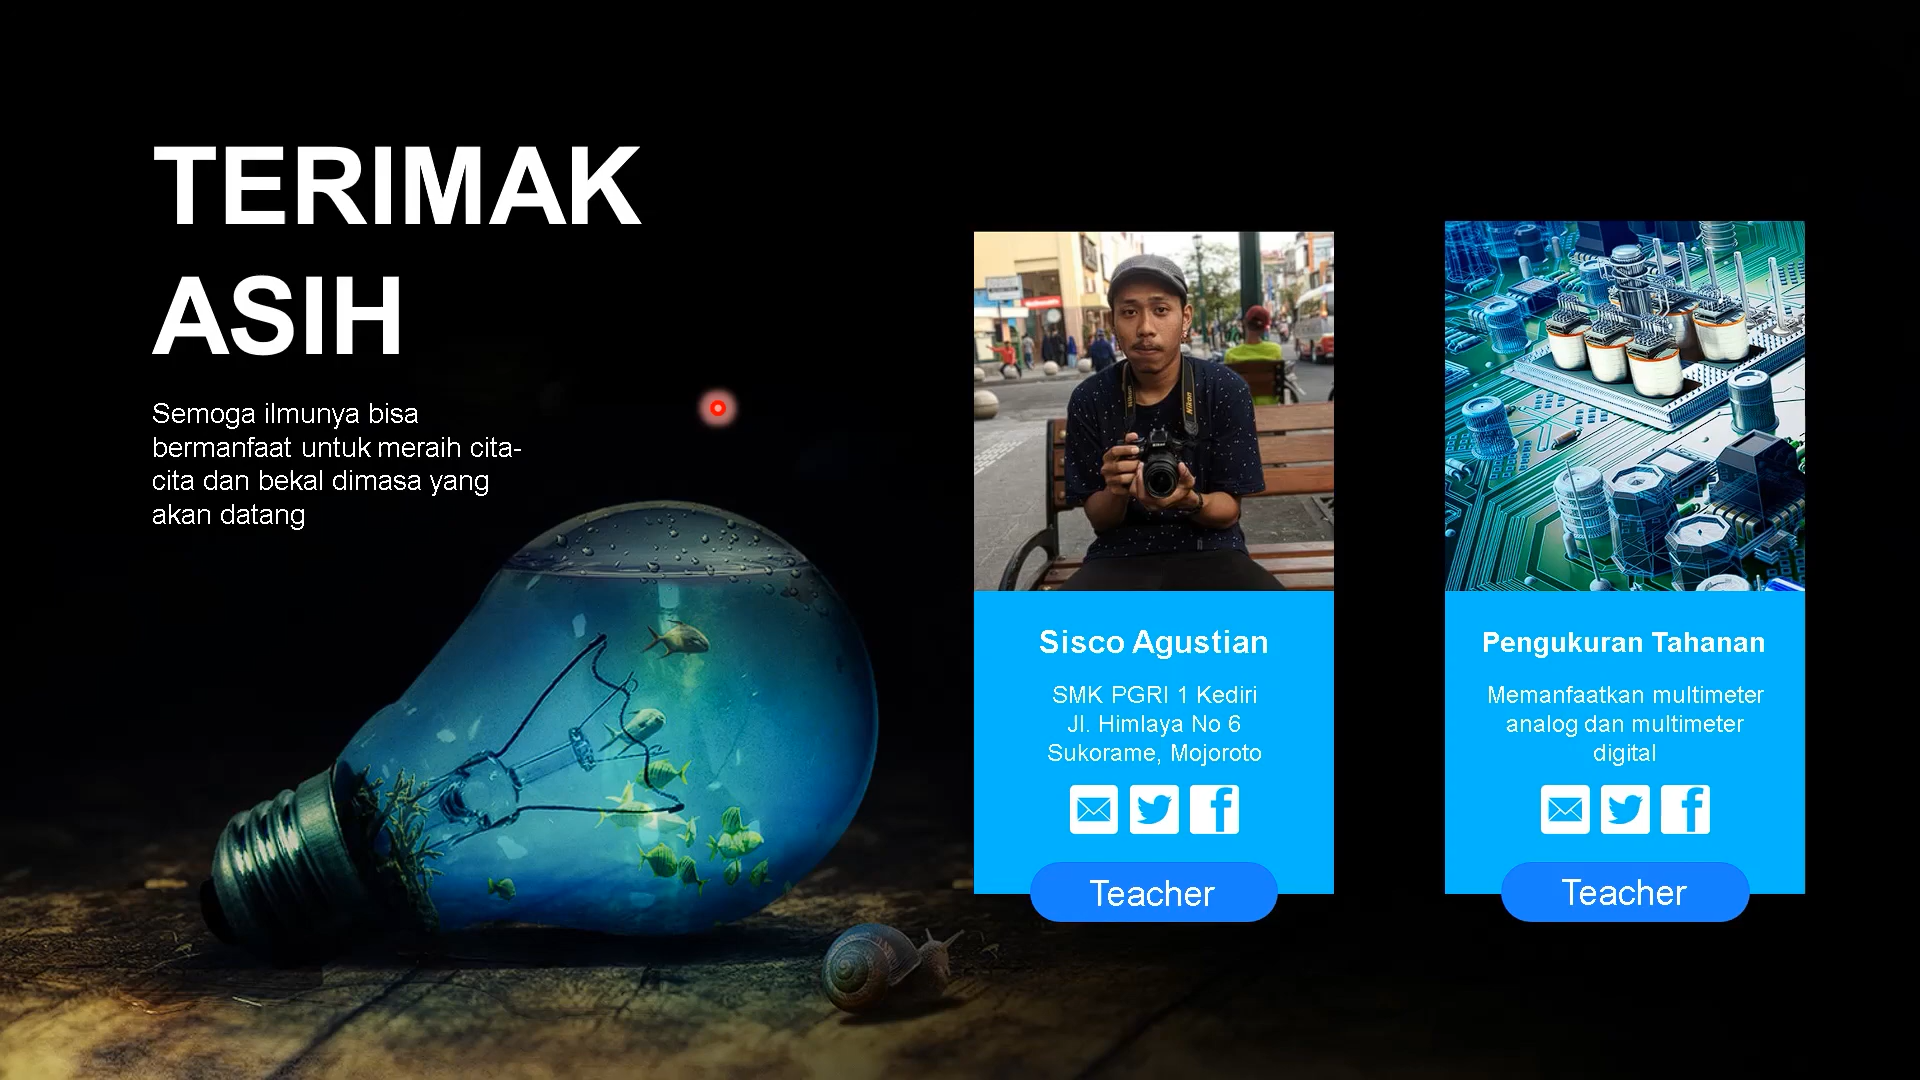 TERIMAK
ASIH
Semoga ilmunya bisa
bermanfaat untuk meraih cita-
cita dan bekal dimasa yang
akan datang
Sisco Agustian
SMK PGRI 1 Kediri
Jl. Himlaya No 6
Sukorame, Mojoroto
Teacher
Pengukuran Tahanan
Memanfaatkan multimeter
analog dan multimeter
digital
Teacher